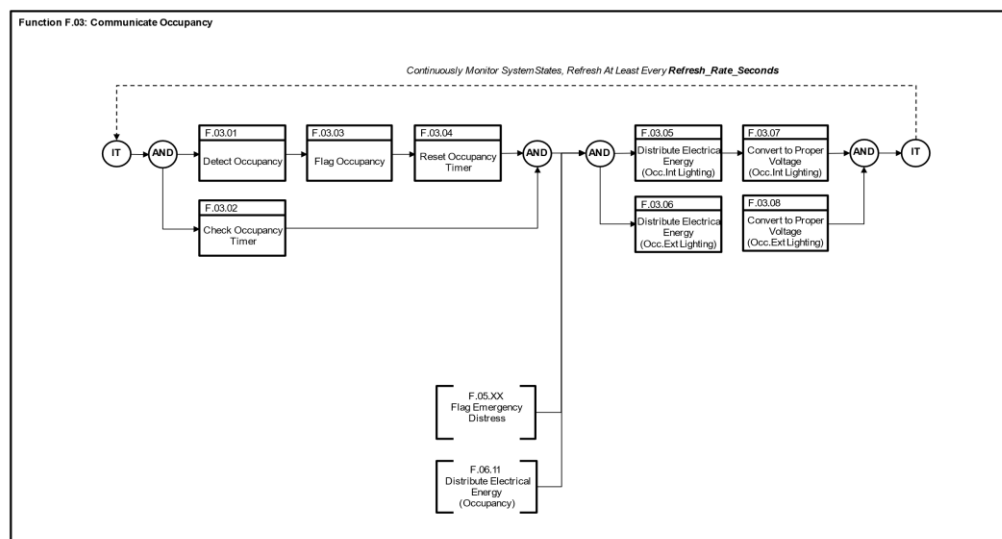 Function F.03: Communicate Occupancy
Continuously Monitor SystemStates, Refresh At Least Every Refresh_Rate_Seconds
IT
AND
F.03.01
Detect Occupancy
F.03.03
Flag Occupancy
F.03.04
Reset Occupancy
Timer
AND
AND
F.03.05
Distribute Electrica
Energy
(Occ.Int Lighting)
F.03.07
Convert to Proper
Voltage
(Occ.Int Lighting)
AND
IT
F.03.02
Check Occupancy
Timer
F.03.06
Distribute Electrica
Energy
(Occ.Ext Lighting)
F.03.08
Convert to Proper
Voltage
(Occ.Ext Lighting)
F.05.XX
Flag Emergency
Distress
F.06.11
Distribute Electrical
Energy
(Occupancy)